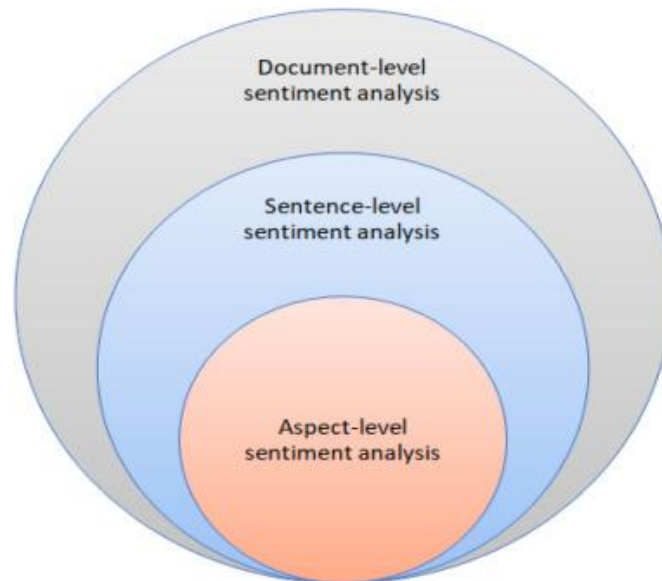 Document-level
sentiment analysis
Sentence-level
sentiment analysis
Aspect-level
sentiment analysis